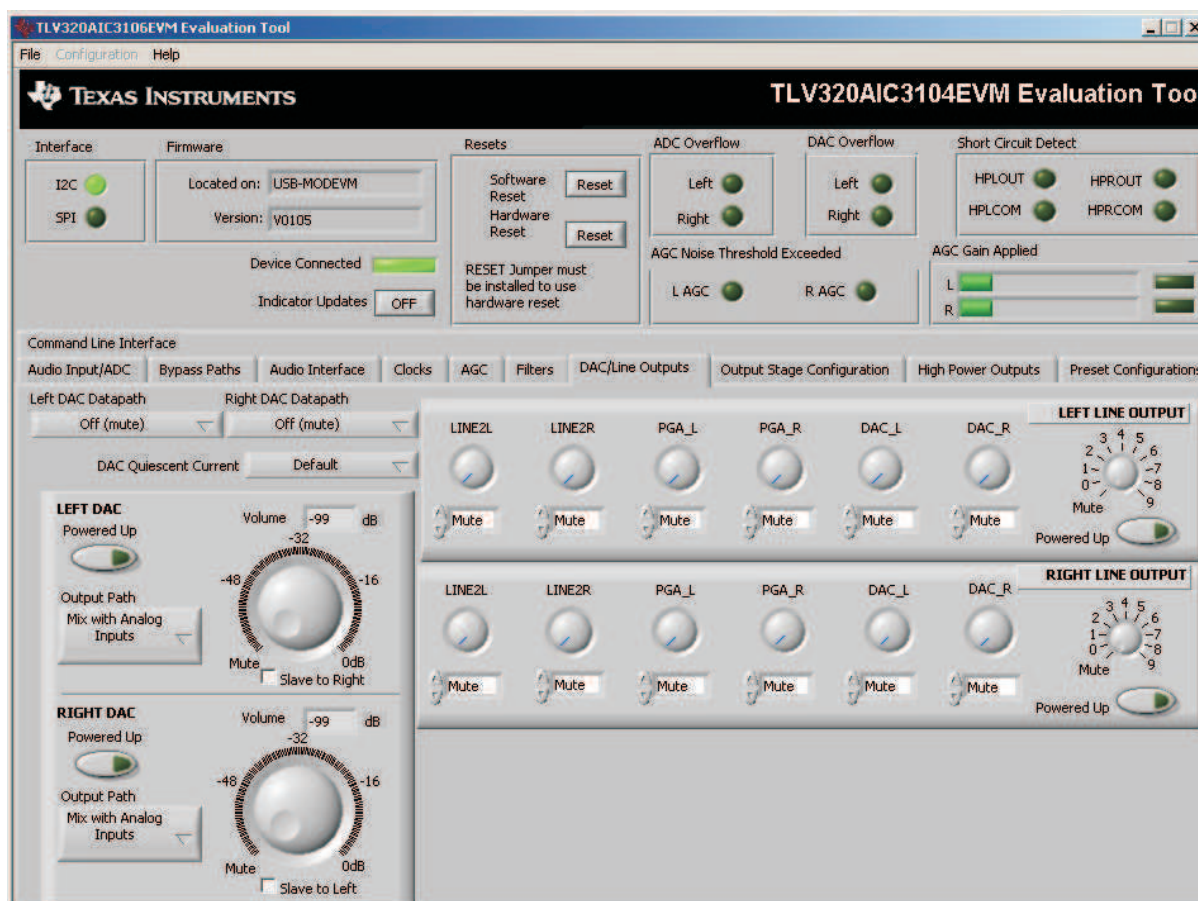 TLV320AIC3106EVM Evaluation Tool
File Configuration Help
TEXAS INSTRUMENTS
TLV320AIC3104EVM Evaluation Too
Interface
I2C
SPI
Firmware
Located on: USB-MODEVM
Version: V0105
Device Connected
Indicator Updates OFF
Resets
Software Reset Reset
Hardware Reset Reset
RESET Jumper must
be installed to use
hardware reset
ADC Overflow
Left
Right
DAC Overflow
Left
Right
Short Circuit Detect
HPLOUT HPROUT
HPLCOM HPRCOM
AGC Noise Threshold Exceeded
L AGC R AGC
AGC Gain Applied
L
R
Command Line Interface
Audio Input/ADC Bypass Paths Audio Interface Clocks AGC Filters DAC/Line Outputs Output Stage Configuration High Power Outputs Preset Configurations
Left DAC Datapath Right DAC Datapath
Off (mute) Off (mute)
DAC Quiescent Current Default
LEFT DAC
Powered Up
Output Path
Mix with Analog
Inputs
Volume -99 dB
-32
-48 -16
Mute 0dB
Slave to Right
RIGHT DAC
Powered Up
Output Path
Mix with Analog
Inputs
Volume -99 dB
-32
-48 -16
Mute 0dB
Slave to Left
LEFT LINE OUTPUT
LINE2L LINE2R PGA_L PGA_R DAC_L DAC_R
Mute Mute Mute Mute Mute Mute
3 4 5
2 6
1 7
0 8
Mute 9
Powered Up
RIGHT LINE OUTPUT
LINE2L LINE2R PGA_L PGA_R DAC_L DAC_R
Mute Mute Mute Mute Mute Mute
3 4 5
2 6
1 7
0 8
Mute 9
Powered Up